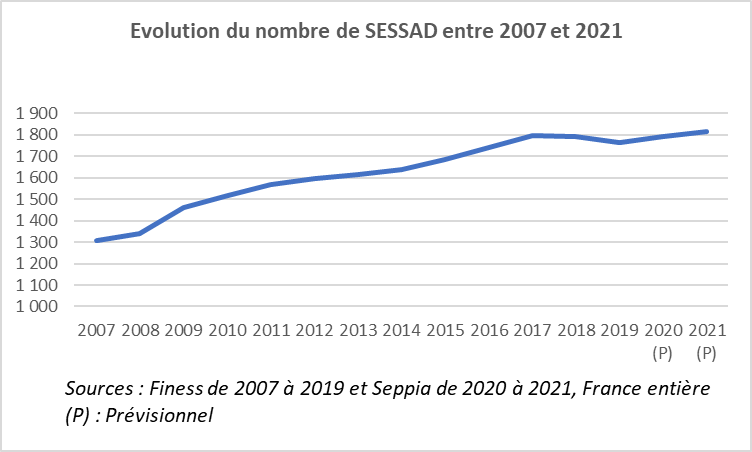 Evolution du nombre de SESSAD entre 2007 et 2021
1 900
1 800
1 700
1 600
1 500
1 400
1 300
1 200
1 100
1 000
2007 2008 2009 2010 2011 2012 2013 2014 2015 2016 2017 2018 2019 2020 2021
(P) (P)
Sources : Finess de 2007 à 2019 et Seppia de 2020 à 2021, France entière
(P) : Prévisionnel